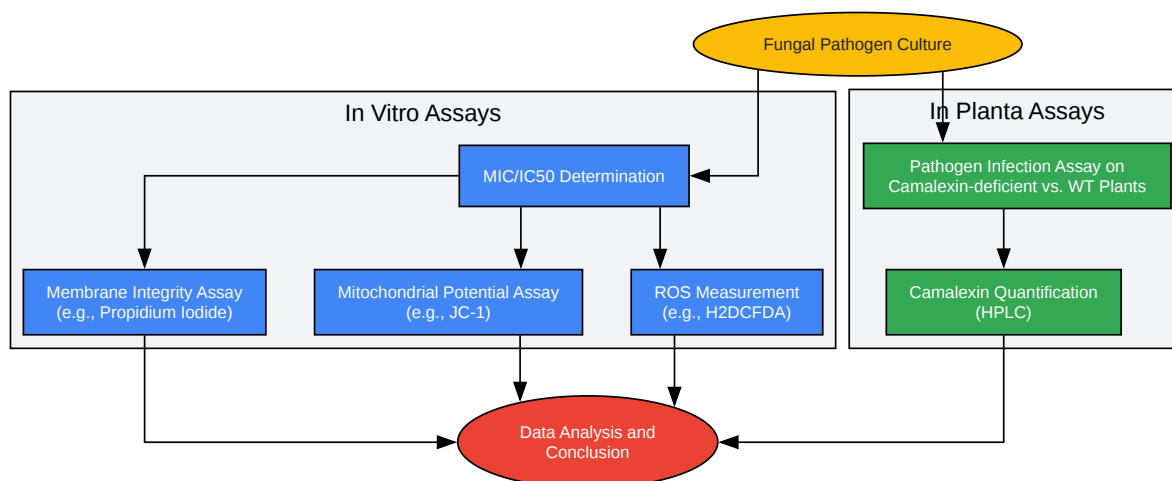 Fungal Pathogen Culture
In Vitro Assays
In Planta Assays
MIC/IC50 Determination
Pathogen Infection Assay on
Camalexin-deficient vs. WT Plants
Membrane Integrity Assay
(e.g., Propidium Iodide)
Mitochondrial Potential Assay
(e.g., JC-1)
ROS Measurement
(e.g., H2DCFDA)
Camalexin Quantification
(HPLC)
Data Analysis and
Conclusion